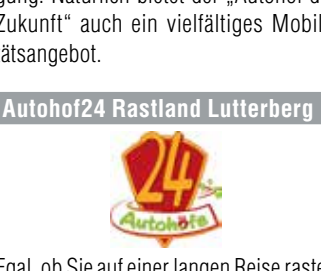 gung. Natürlich bietet der „Autohof d
Zukunft“ auch ein vielfältiges Mobil
ätsangebot.
Autohof24 Rastland Lutterberg
24
Autohöfe
Egal, ob Sie auf einer langen Reise raste